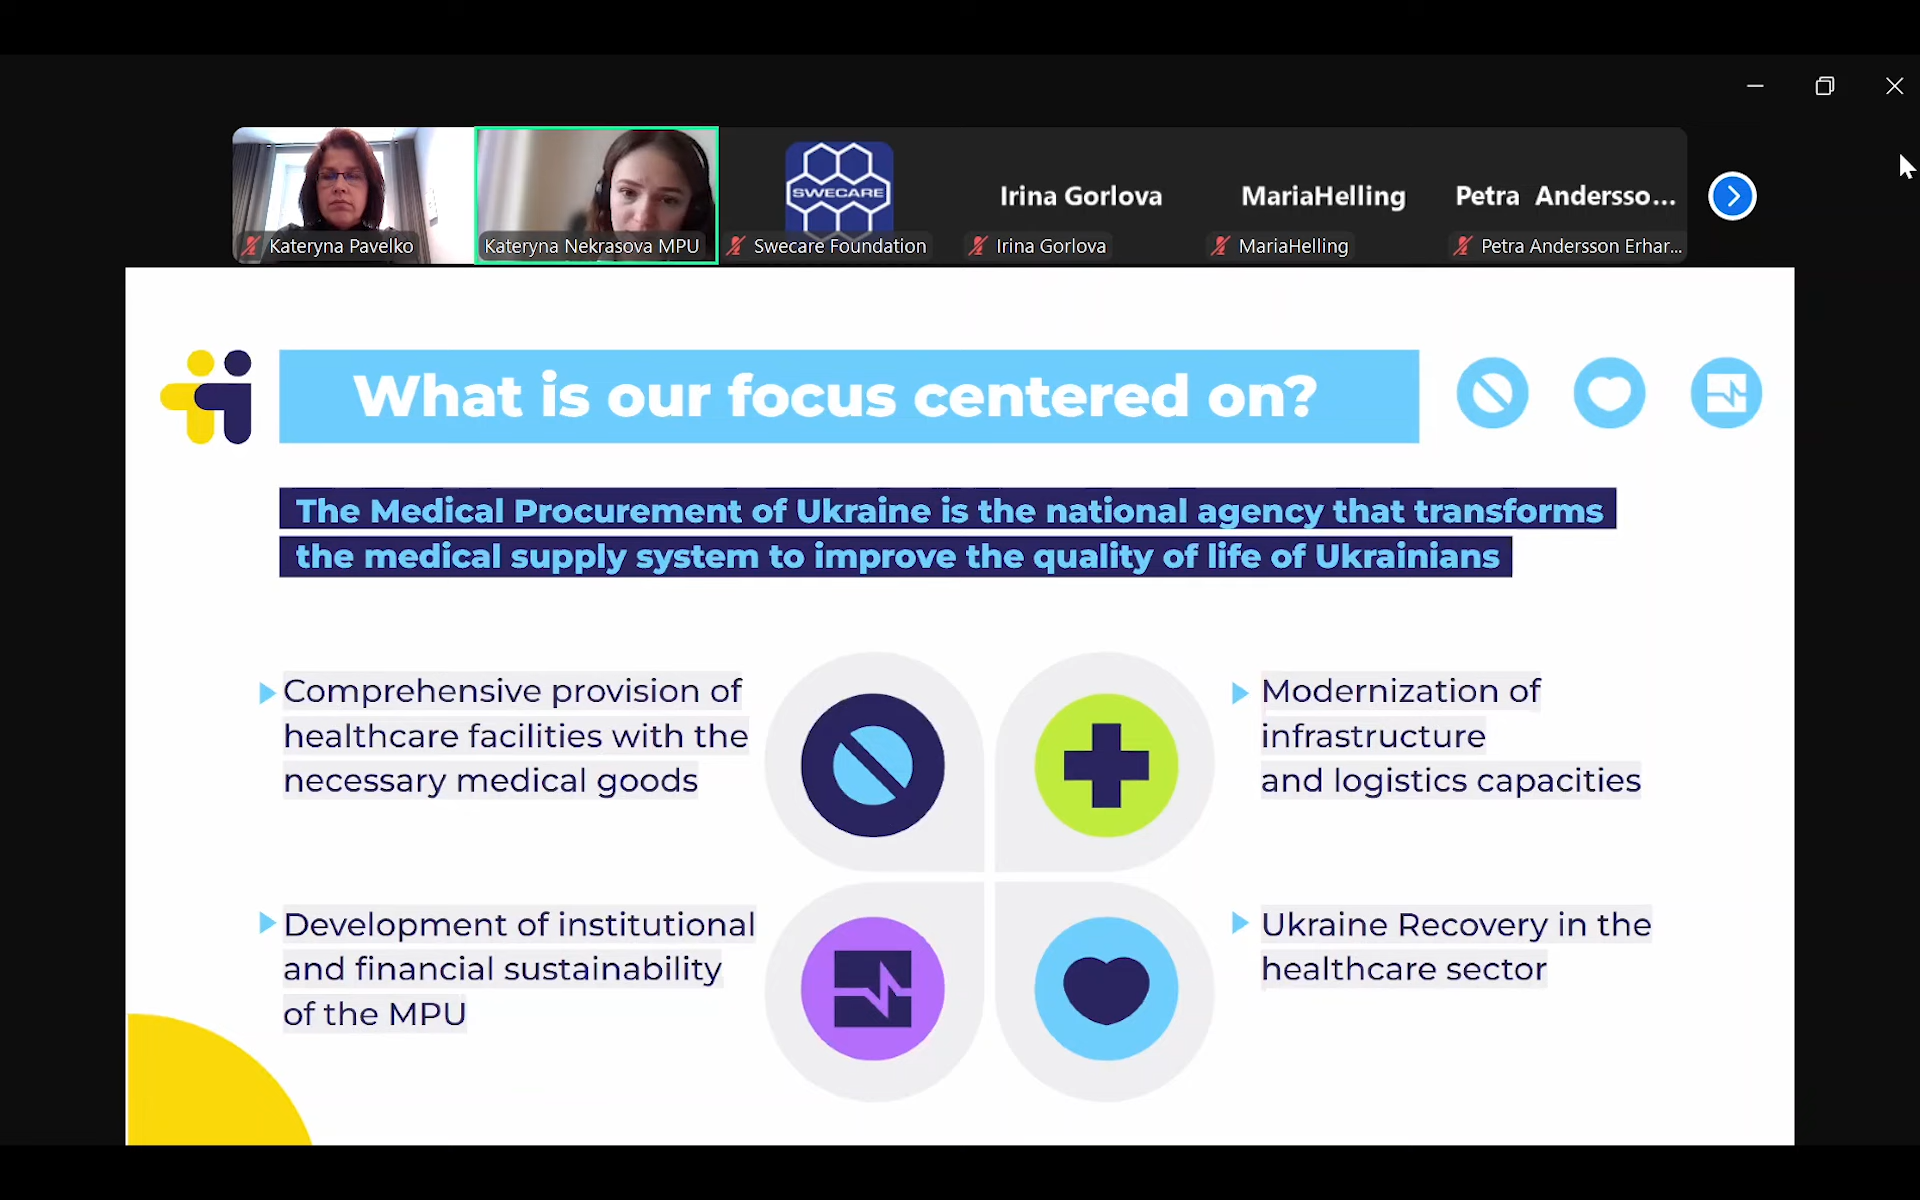 SWECARE
Irina Gorlova
MariaHelling
Petra Andersso...
Kateryna Pavelko
Kateryna Nekrasova MPU
Swecare Foundation
Irina Gorlova
MariaHelling
Petra Andersson Erhar...
What is our focus centered on?
The Medical Procurement of Ukraine is the national agency that transforms
the medical supply system to improve the quality of life of Ukrainians
Comprehensive provision of
healthcare facilities with the
necessary medical goods
Modernization of
infrastructure
and logistics capacities
Development of institutional
and financial sustainability
of the MPU
Ukraine Recovery in the
healthcare sector